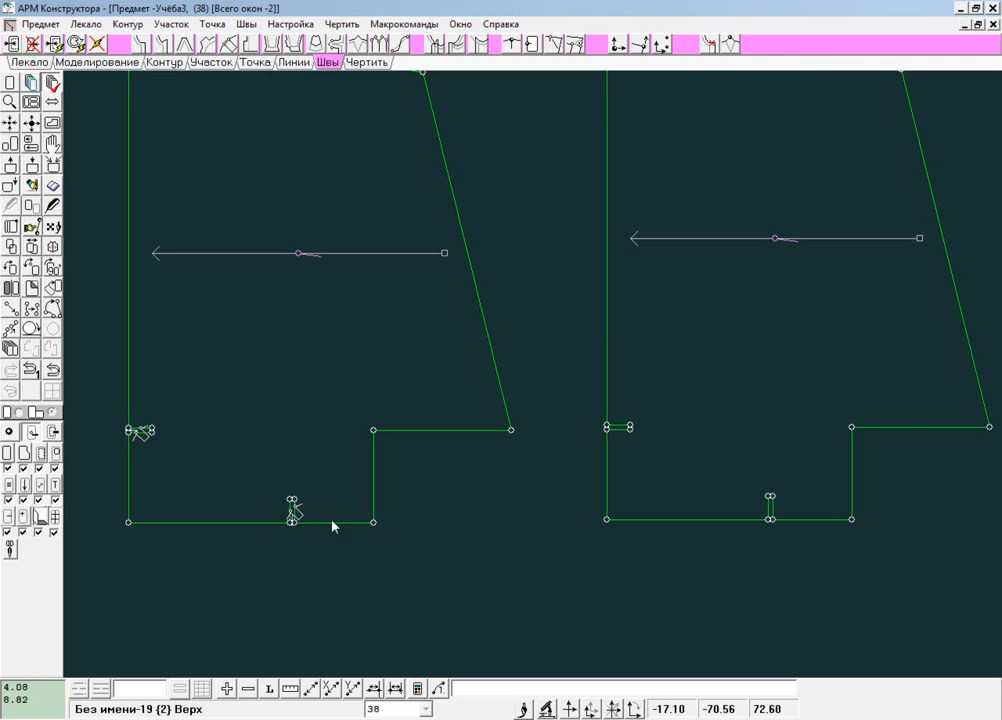 АРМ Конструктора - [Предмет -Учёба3, (38) [Всего окон -2]]
Предмет Лекало Контур Участок Точка Швы Настройка Чертить Макрокоманды Окно Справка
Лекало Моделирование Контур Участок Точка Линии Швы Чертить
4.08
8.82
L
Без имени-19 {2} Верх
38
-17.10 -70.56 72.60